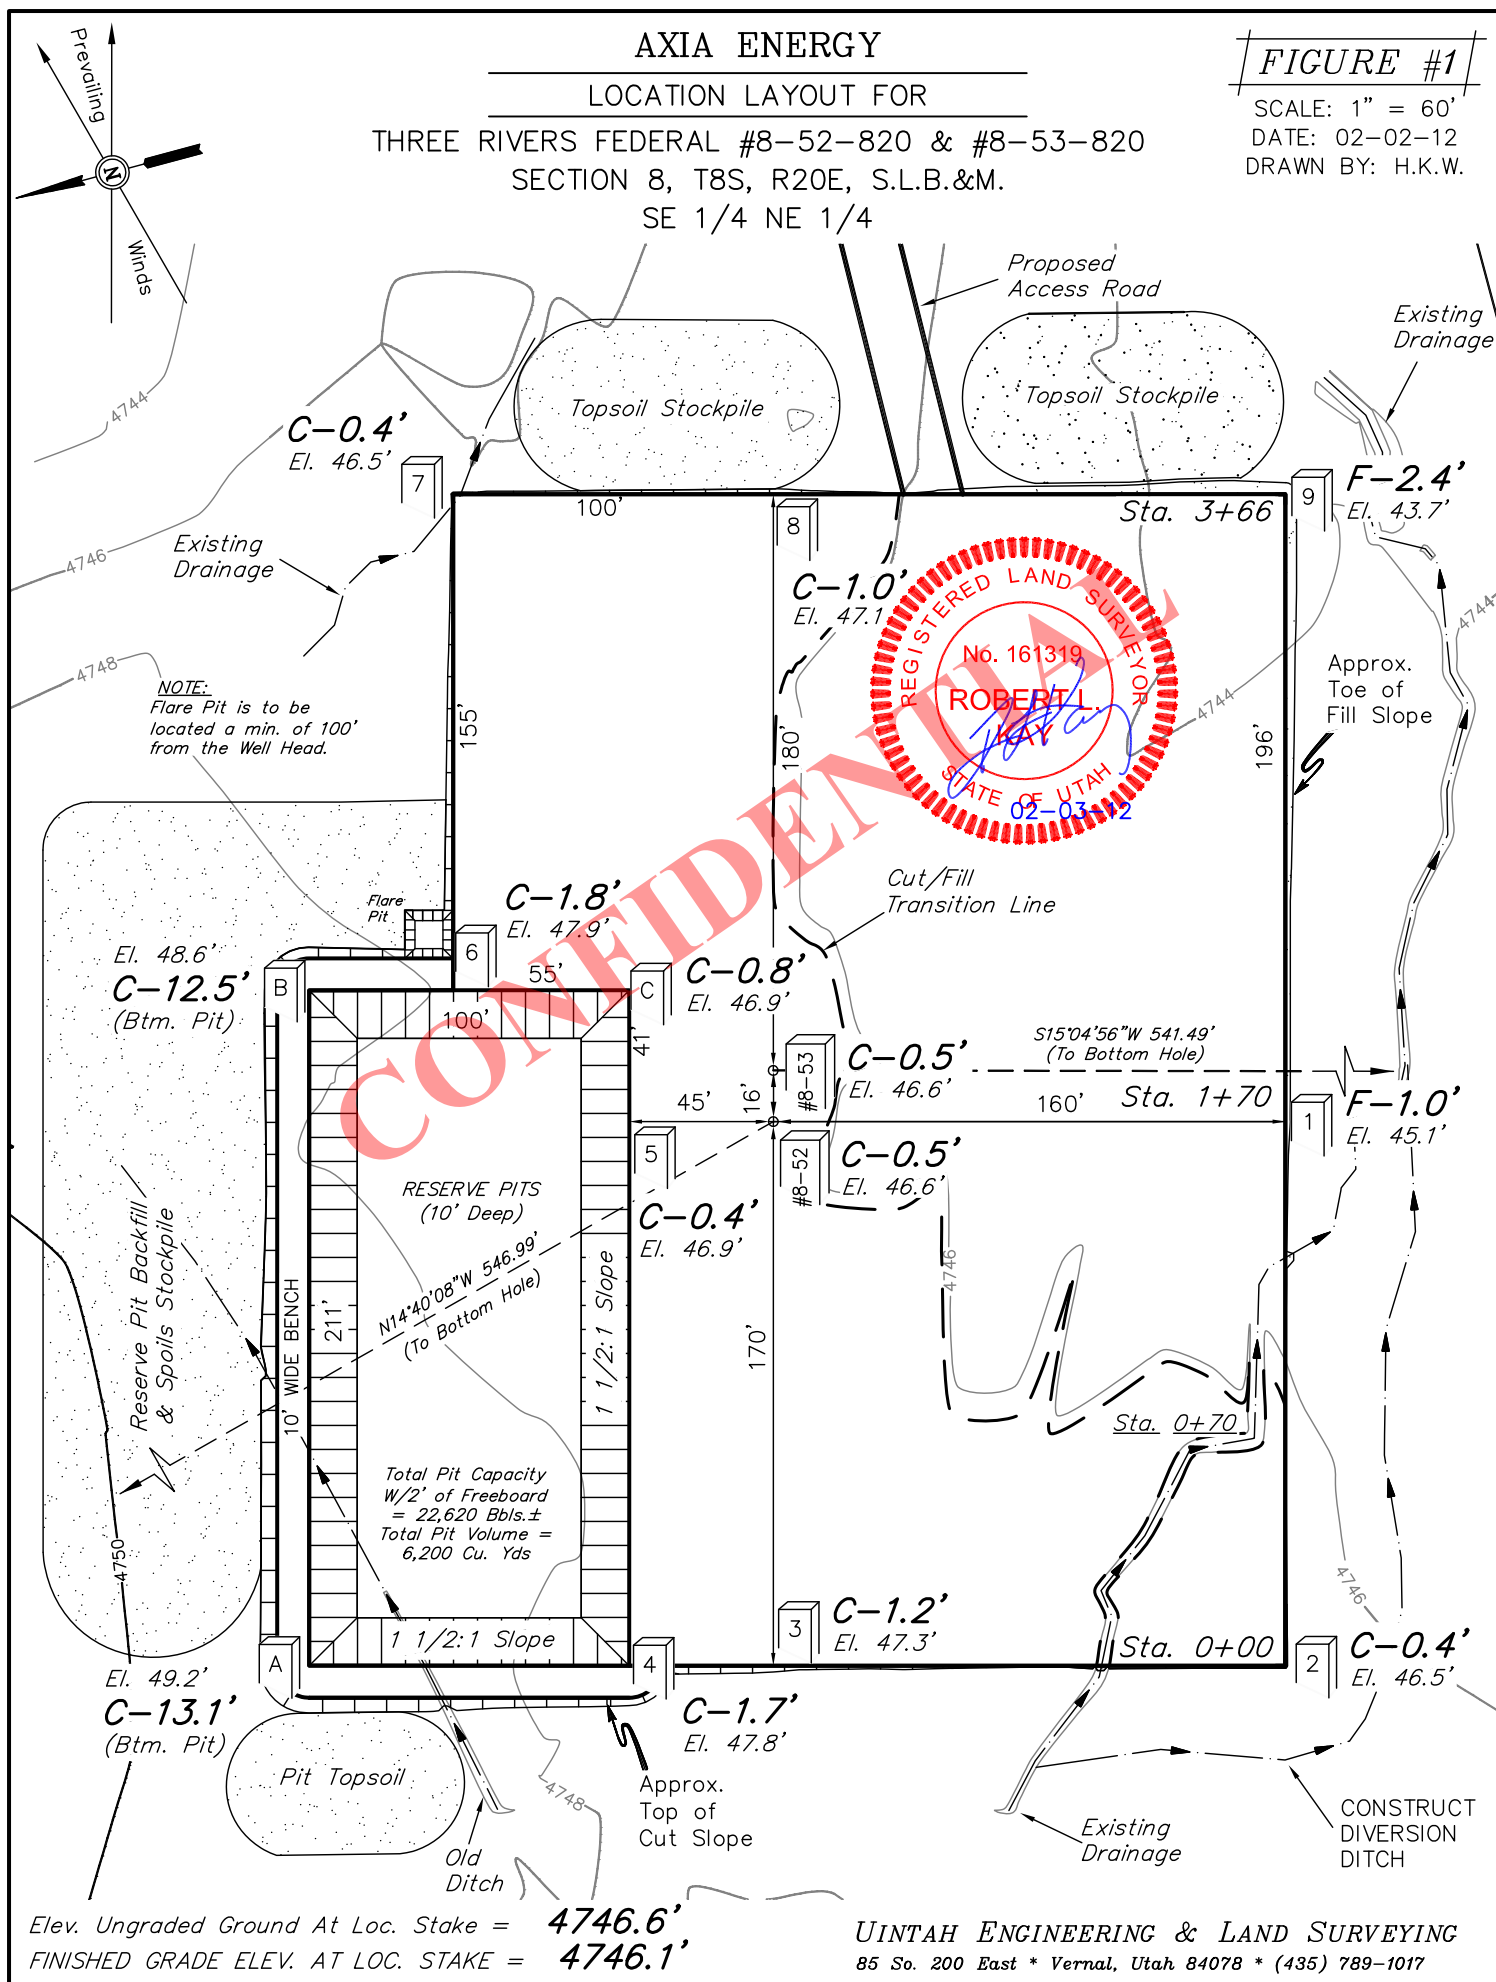 AXIA ENERGY
LOCATION LAYOUT FOR
THREE RIVERS FEDERAL #8-52-820 & #8-53-820
SECTION 8, T8S, R20E, S.L.B.&M.
SE 1/4 NE 1/4
FIGURE #1
SCALE: 1" = 60'
DATE: 02-02-12
DRAWN BY: H.K.W.
Prevailing
N
Winds
Proposed
Access Road
Existing
Drainage
Topsoil Stockpile
Topsoil Stockpile
4744
C-0.4'
El. 46.5'
7
100'
8
Sta. 3+66
9
F-2.4'
El. 43.7'
Existing
Drainage
4746
C-1.0'
El. 47.1
4744
REGISTERED LAND SURVEYOR
No. 161319
ROBERT L.
KAY
STATE OF UTAH
02-03-12
4748
NOTE:
Flare Pit is to be
located a min. of 100'
from the Well Head.
155'
180'
4744
196'
Approx.
Toe of
Fill Slope
CONFIDENTIAL
Cut/Fill
Transition Line
Flare
Pit
C-1.8'
El. 47.9'
6
55'
El. 48.6'
C-12.5'
(Btm. Pit)
B
C
C-0.8'
El. 46.9'
100'
41'
S15°04'56"W 541.49'
(To Bottom Hole)
#8-53
C-0.5'
El. 46.6'
45'
16'
160'
Sta. 1+70
1
F-1.0'
El. 45.1'
5
#8-52
C-0.5'
El. 46.6'
RESERVE PITS
(10' Deep)
C-0.4'
El. 46.9'
N14°40'08"W 546.99'
(To Bottom Hole)
Reserve Pit Backfill
& Spoils Stockpile
10' WIDE BENCH
211'
1 1/2:1 Slope
170'
4746
Sta. 0+70
Total Pit Capacity
W/2' of Freeboard
= 22,620 Bbls.±
Total Pit Volume =
6,200 Cu. Yds
4750
4746
1 1/2:1 Slope
3
C-1.2'
El. 47.3'
Sta. 0+00
2
C-0.4'
El. 46.5'
A
El. 49.2'
C-13.1'
(Btm. Pit)
4
C-1.7'
El. 47.8'
Pit Topsoil
4748
Approx.
Top of
Cut Slope
Old
Ditch
Existing
Drainage
CONSTRUCT
DIVERSION
DITCH
Elev. Ungraded Ground At Loc. Stake = 4746.6'
FINISHED GRADE ELEV. AT LOC. STAKE = 4746.1'
UINTAH ENGINEERING & LAND SURVEYING
85 So. 200 East * Vernal, Utah 84078 * (435) 789-1017